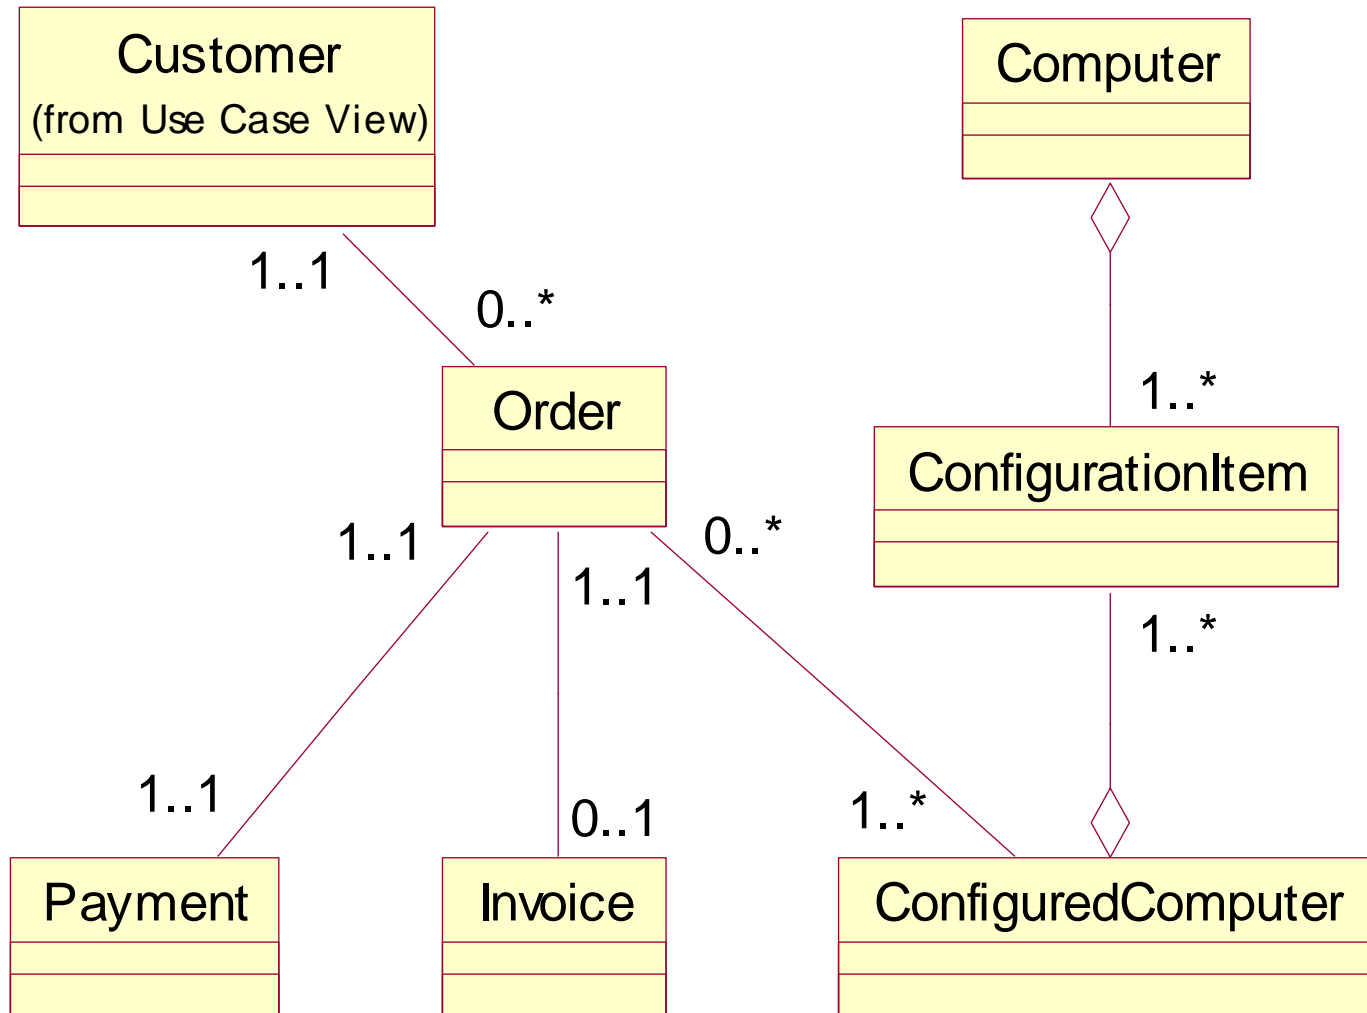 Customer
(from Use Case View)
Computer
1..1
0..*
1..*
Order
ConfigurationItem
1..1
1..1
0..*
1..*
1..1
0..1
1..*
Payment
Invoice
ConfiguredComputer